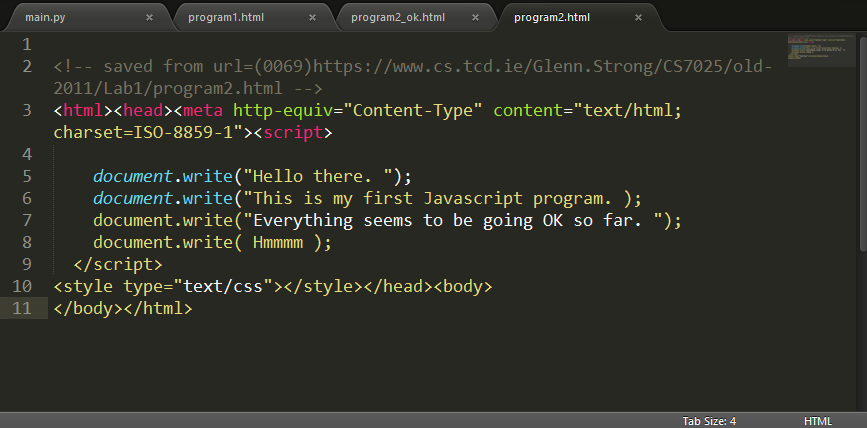 main.py × program1.html × program2_ok.html × program2.html ×
1
2 <!-- saved from url=(0069)https://www.cs.tcd.ie/Glenn.Strong/CS7025/old-
2011/Lab1/program2.html -->
3 <html><head><meta http-equiv="Content-Type" content="text/html;
charset=ISO-8859-1"><script>
4
5 document.write("Hello there. ");
6 document.write("This is my first Javascript program. );
7 document.write("Everything seems to be going OK so far. ");
8 document.write( Hmmmm );
9 </script>
10 <style type="text/css"></style></head><body>
11 </body></html>
Tab Size: 4 HTML